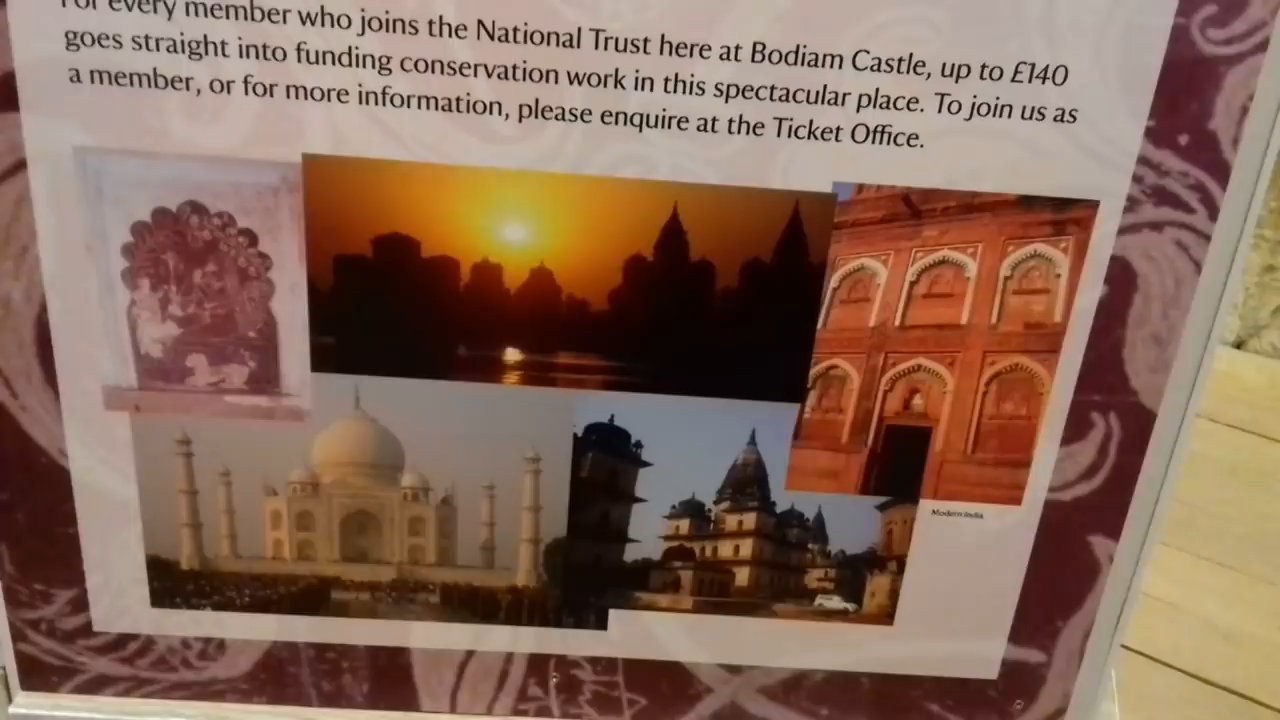 For every member who joins the National Trust here at Bodiam Castle, up to £140
goes straight into funding conservation work in this spectacular place. To join us as
a member, or for more information, please enquire at the Ticket Office.
Modern India